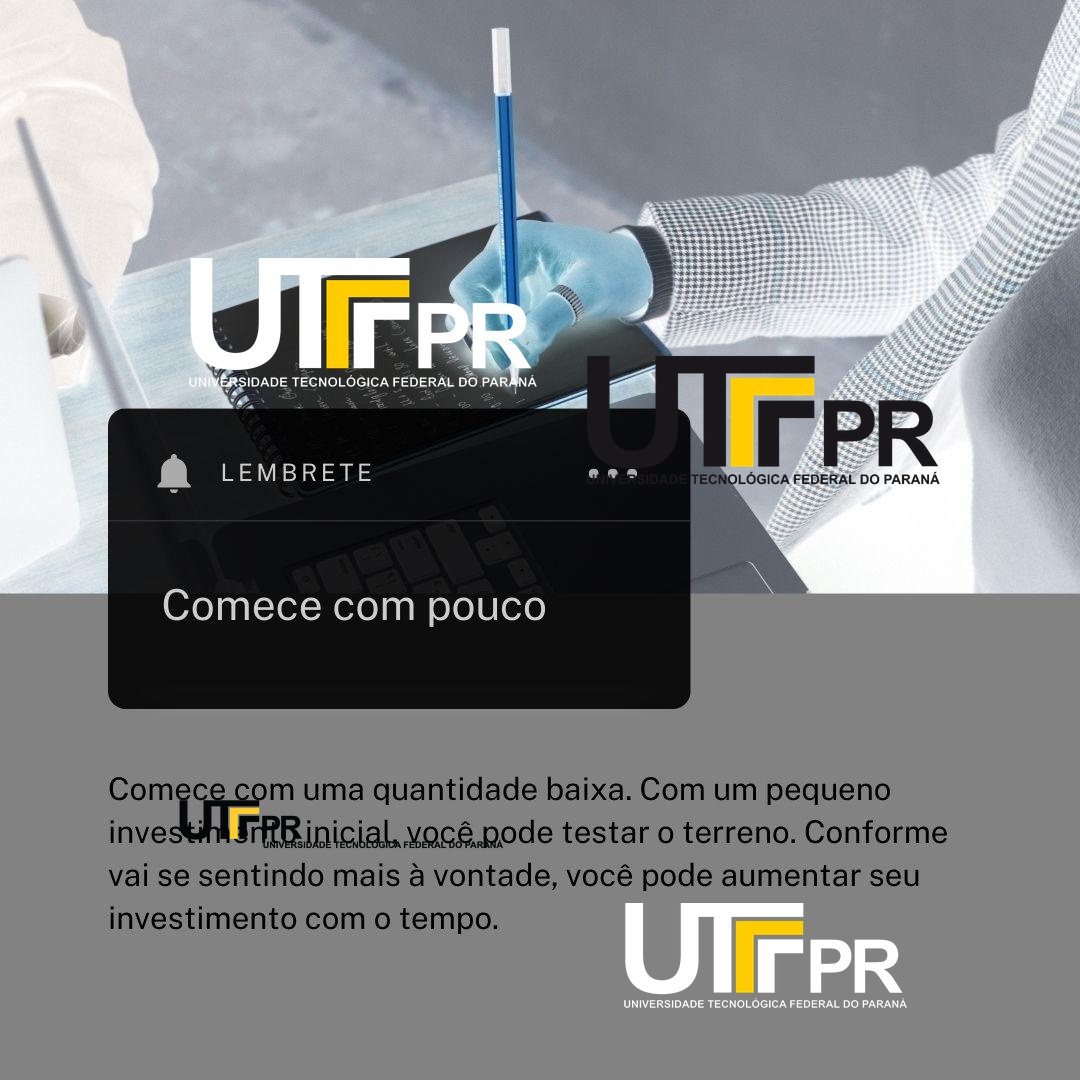 UTFPR
UNIVERSIDADE TECNOLÓGICA FEDERAL DO PARANÁ
UTFPR
UNIVERSIDADE TECNOLÓGICA FEDERAL DO PARANÁ
LEMBRETE
Comece com pouco
Comece com uma quantidade baixa. Com um pequeno
investimento inicial, você pode testar o terreno. Conforme
vai se sentindo mais à vontade, você pode aumentar seu
investimento com o tempo.
UTFPR
UNIVERSIDADE TECNOLÓGICA FEDERAL DO PARANÁ
UTFPR
UNIVERSIDADE TECNOLÓGICA FEDERAL DO PARANÁ